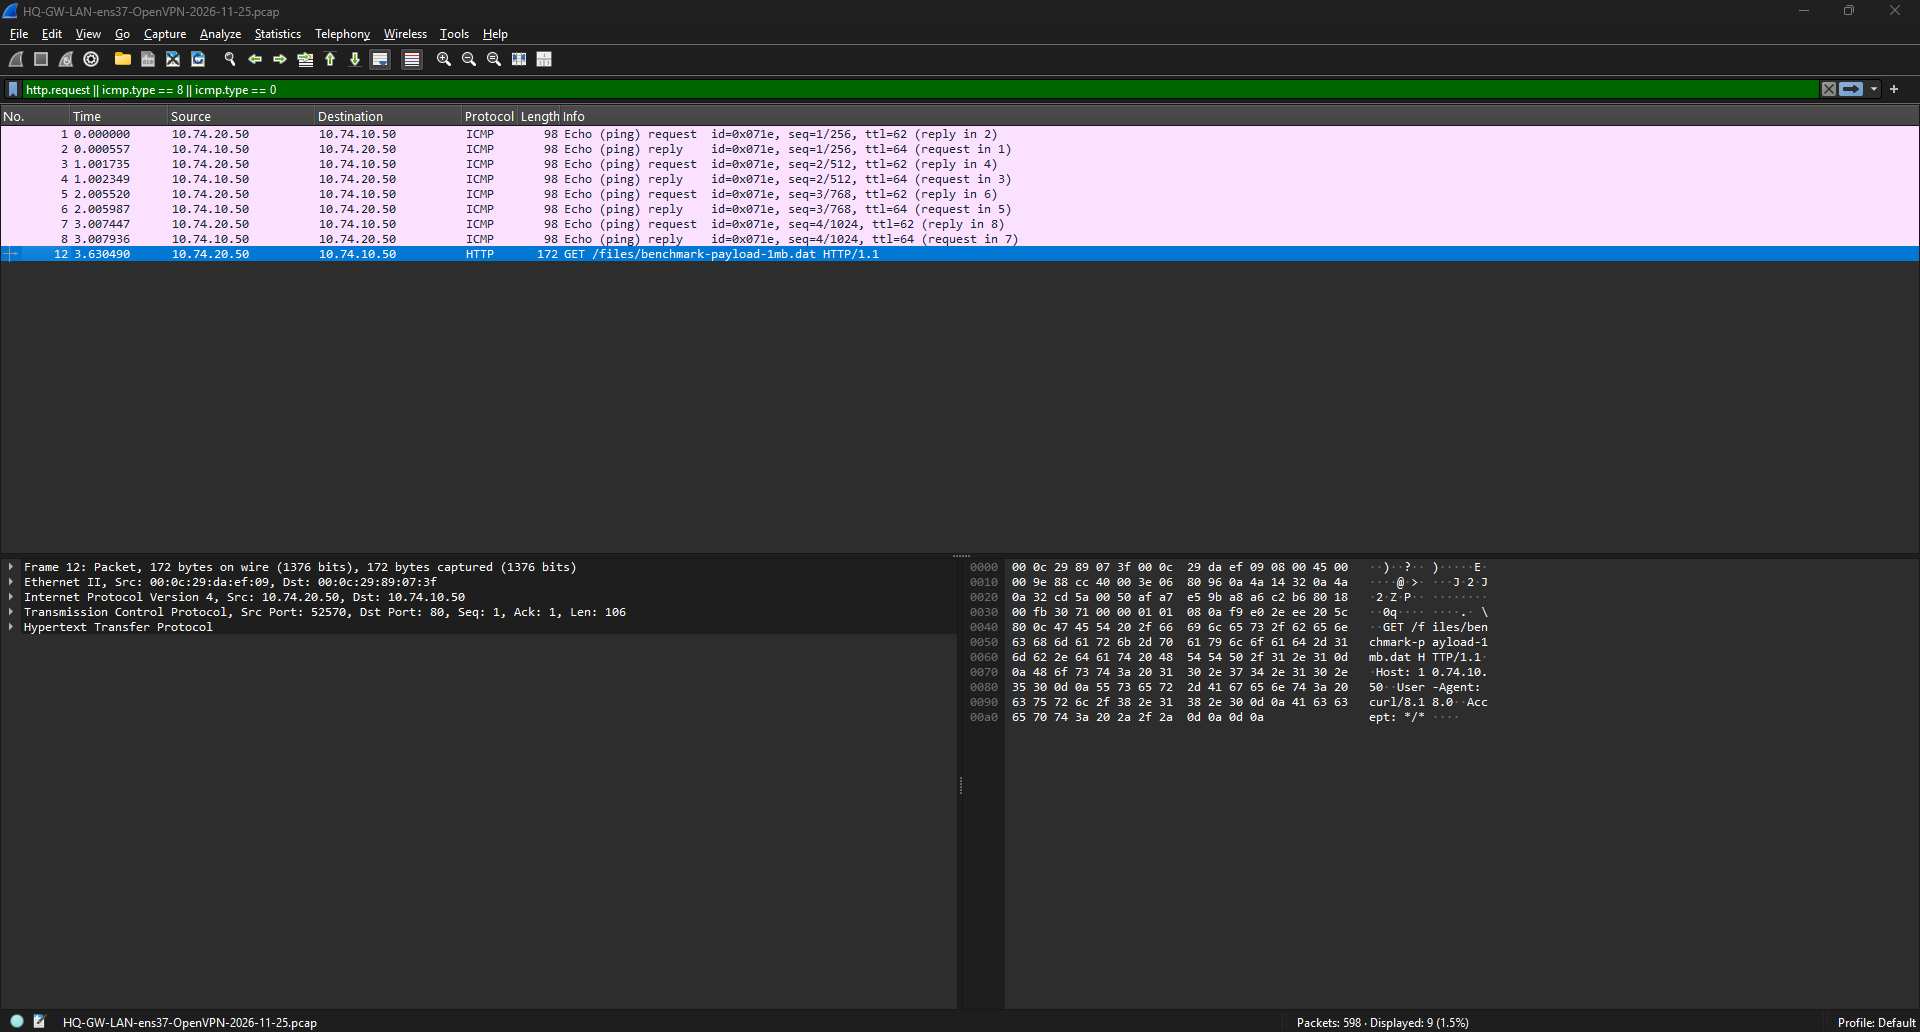 HQ-GW-LAN-ens37-OpenVPN-2026-11-25.pcap
File Edit View Go Capture Analyze Statistics Telephony Wireless Tools Help
http.request || icmp.type == 8 || icmp.type == 0
No. Time Source Destination Protocol Length Info
1 0.000000 10.74.20.50 10.74.10.50 ICMP 98 Echo (ping) request id=0x071e, seq=1/256, ttl=62 (reply in 2)
2 0.000557 10.74.10.50 10.74.20.50 ICMP 98 Echo (ping) reply id=0x071e, seq=1/256, ttl=64 (request in 1)
3 1.001735 10.74.20.50 10.74.10.50 ICMP 98 Echo (ping) request id=0x071e, seq=2/512, ttl=62 (reply in 4)
4 1.002349 10.74.10.50 10.74.20.50 ICMP 98 Echo (ping) reply id=0x071e, seq=2/512, ttl=64 (request in 3)
5 2.005520 10.74.20.50 10.74.10.50 ICMP 98 Echo (ping) request id=0x071e, seq=3/768, ttl=62 (reply in 6)
6 2.005987 10.74.10.50 10.74.20.50 ICMP 98 Echo (ping) reply id=0x071e, seq=3/768, ttl=64 (request in 5)
7 3.007447 10.74.20.50 10.74.10.50 ICMP 98 Echo (ping) request id=0x071e, seq=4/1024, ttl=62 (reply in 8)
8 3.007936 10.74.10.50 10.74.20.50 ICMP 98 Echo (ping) reply id=0x071e, seq=4/1024, ttl=64 (request in 7)
12 3.630490 10.74.20.50 10.74.10.50 HTTP 172 GET /files/benchmark-payload-1mb.dat HTTP/1.1
Frame 12: Packet, 172 bytes on wire (1376 bits), 172 bytes captured (1376 bits)
Ethernet II, Src: 00:0c:29:da:ef:09, Dst: 00:0c:29:89:07:3f
Internet Protocol Version 4, Src: 10.74.20.50, Dst: 10.74.10.50
Transmission Control Protocol, Src Port: 52570, Dst Port: 80, Seq: 1, Ack: 1, Len: 106
Hypertext Transfer Protocol
0000 00 0c 29 89 07 3f 00 0c 29 da ef 09 08 00 45 00 ··)··?·· )·····E·
0010 00 9e 88 cc 40 00 3e 06 80 96 0a 4a 14 32 0a 4a ····@·>· ···J·2·J
0020 0a 32 cd 5a 00 50 af a7 e5 9b a8 a6 c2 b6 80 18 ·2·Z·P·· ········
0030 00 fb 30 71 00 00 01 01 08 0a f9 e0 2e ee 20 5c ··0q···· ····.· \
0040 80 0c 47 45 54 20 2f 66 69 6c 65 73 2f 62 65 6e ··GET /f iles/ben
0050 63 68 6d 61 72 6b 2d 70 61 79 6c 6f 61 64 2d 31 chmark-p ayload-1
0060 6d 62 2e 64 61 74 20 48 54 54 50 2f 31 2e 31 0d mb.dat H TTP/1.1·
0070 0a 48 6f 73 74 3a 20 31 30 2e 37 34 2e 31 30 2e ·Host: 1 0.74.10.
0080 35 30 0d 0a 55 73 65 72 2d 41 67 65 6e 74 3a 20 50··User -Agent:
0090 63 75 72 6c 2f 38 2e 31 38 2e 30 0d 0a 41 63 63 curl/8.1 8.0··Acc
00a0 65 70 74 3a 20 2a 2f 2a 0d 0a 0d 0a ept: */* ····
HQ-GW-LAN-ens37-OpenVPN-2026-11-25.pcap Packets: 598 · Displayed: 9 (1.5%) Profile: Default